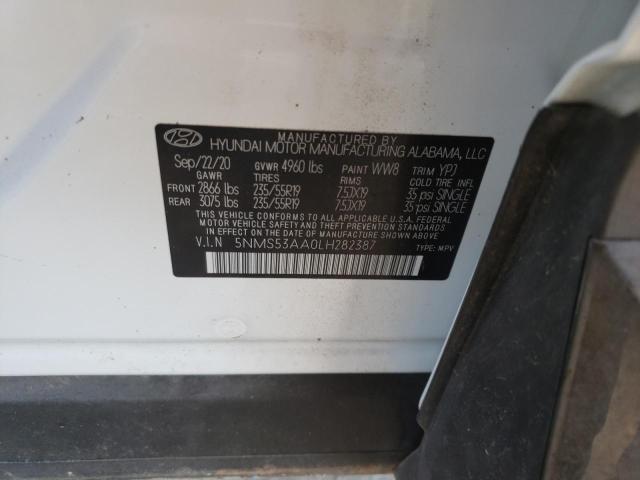 MANUFACTURED BY
HYUNDAI MOTOR MANUFACTURING ALABAMA, LLC
Sep/22/20 GVWR 4960 lbs PAINT WW8 TRIM YPJ
GAWR TIRES RIMS COLD TIRE INFL
FRONT 2866 lbs 235/55R19 7.5JX19 35 psi SINGLE
REAR 3075 lbs 235/55R19 7.5JX19 35 psi SINGLE
THIS VEHICLE CONFORMS TO ALL APPLICABLE U.S.A. FEDERAL
MOTOR VEHICLE SAFETY AND THEFT PREVENTION STANDARDS
IN EFFECT ON THE DATE OF MANUFACTURE SHOWN ABOVE
V.I.N 5NMS53AA0LH282387 TYPE: MPV